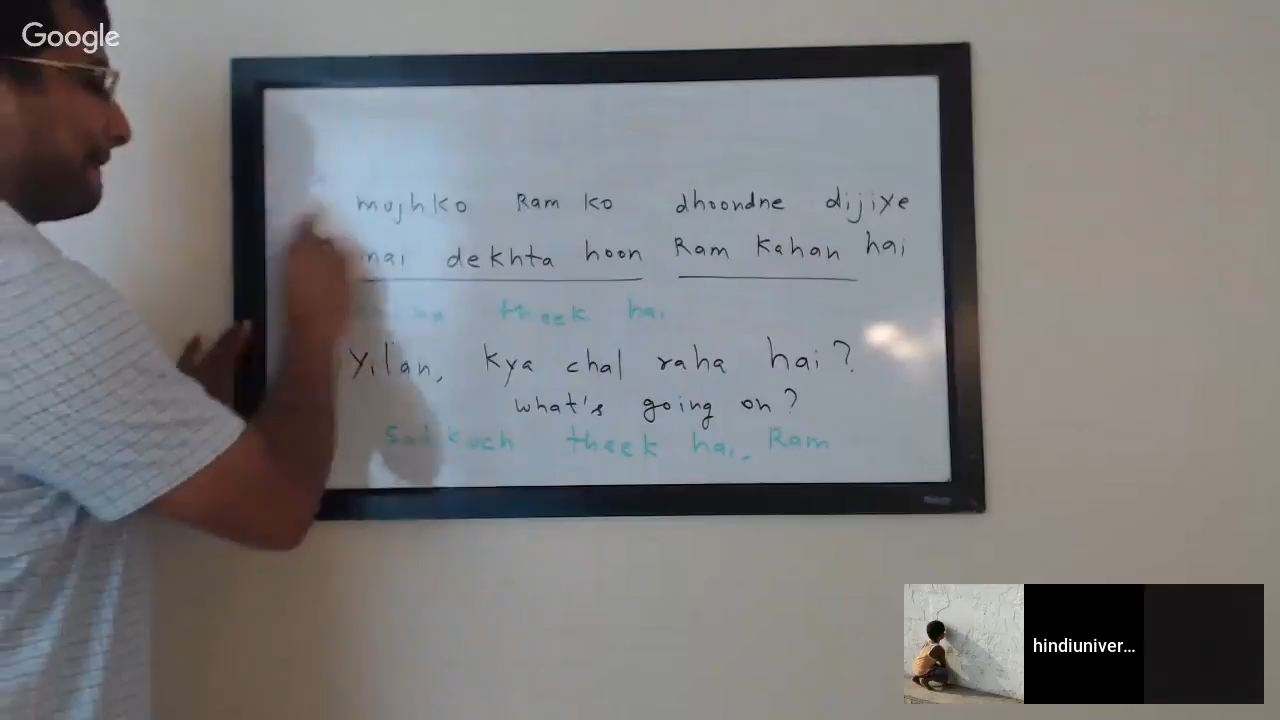 Google
mujhko Ram ko dhoondne dijiye
mai dekhta hoon Ram kahan hai
theek hai
Yilan, kya chal raha hai?
what's going on?
kuch theek hai, Ram
hindiuniver...